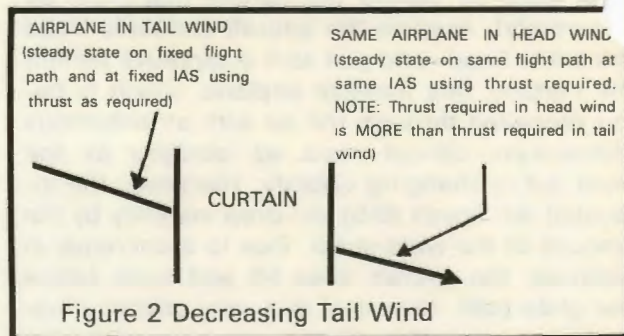 AIRPLANE IN TAIL WIND
(steady state on fixed flight
path and at fixed IAS using
thrust as required)
SAME AIRPLANE IN HEAD WIND
(steady state on same flight path at
same IAS using thrust required.
NOTE: Thrust required in head wind
is MORE than thrust required in tail
wind)
CURTAIN
Figure 2 Decreasing Tail Wind